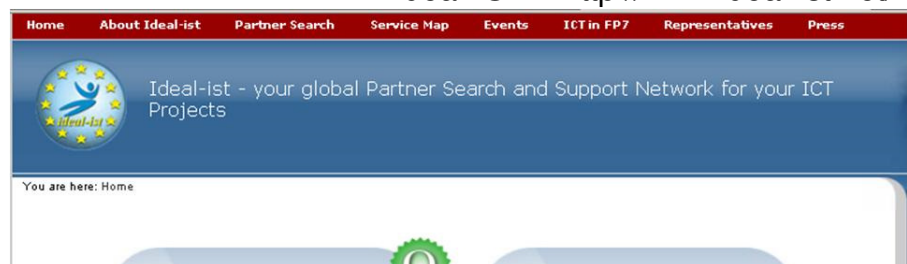 Home About Ideal-ist Partner Search Service Map Events ICT in FP7 Representatives Press
Ideal-ist - your global Partner Search and Support Network for your ICT
Projects
Ideal-ist
You are here: Home